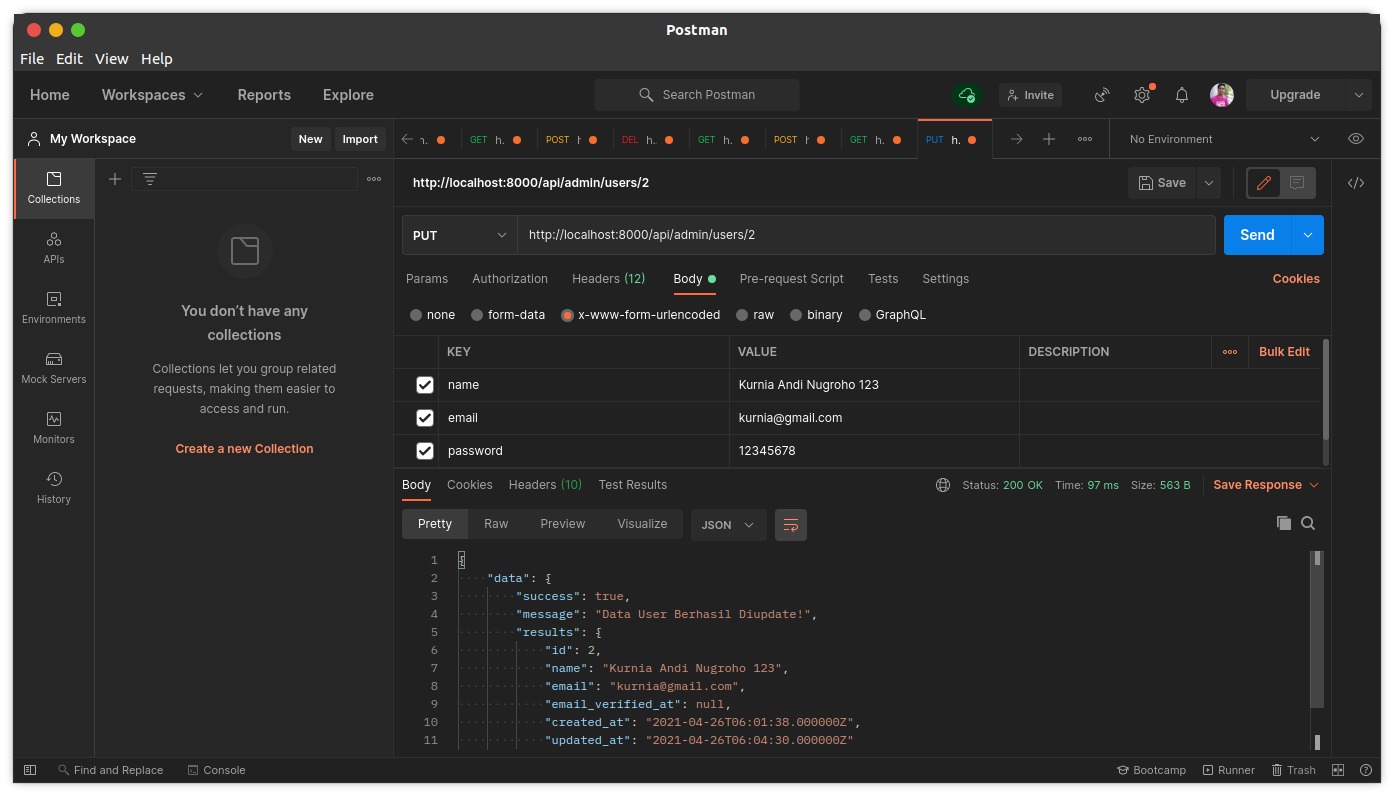 Postman
File Edit View Help
Home Workspaces Reports Explore Search Postman Invite Upgrade
My Workspace New Import
n.. GET h. POST h DEL h. GET h. POST h GET h. PUT h. No Environment
Collections
APIs
Environments
Mock Servers
Monitors
History
You don't have any
collections
Collections let you group related
requests, making them easier to
access and run.
Create a new Collection
http://localhost:8000/api/admin/users/2 Save
PUT http://localhost:8000/api/admin/users/2 Send
Params Authorization Headers (12) Body Pre-request Script Tests Settings Cookies
none form-data x-www-form-urlencoded raw binary GraphQL
KEY VALUE DESCRIPTION Bulk Edit
name Kurnia Andi Nugroho 123
email kurnia@gmail.com
password 12345678
Body Cookies Headers (10) Test Results Status: 200 OK Time: 97 ms Size: 563 B Save Response
Pretty Raw Preview Visualize JSON
1 {
2 "data": {
3 "success": true,
4 "message": "Data User Berhasil Diupdate!",
5 "results": {
6 "id": 2,
7 "name": "Kurnia Andi Nugroho 123",
8 "email": "kurnia@gmail.com",
9 "email_verified_at": null,
10 "created_at": "2021-04-26T06:01:38.000000Z",
11 "updated_at": "2021-04-26T06:04:30.000000Z"
Find and Replace Console Bootcamp Runner Trash